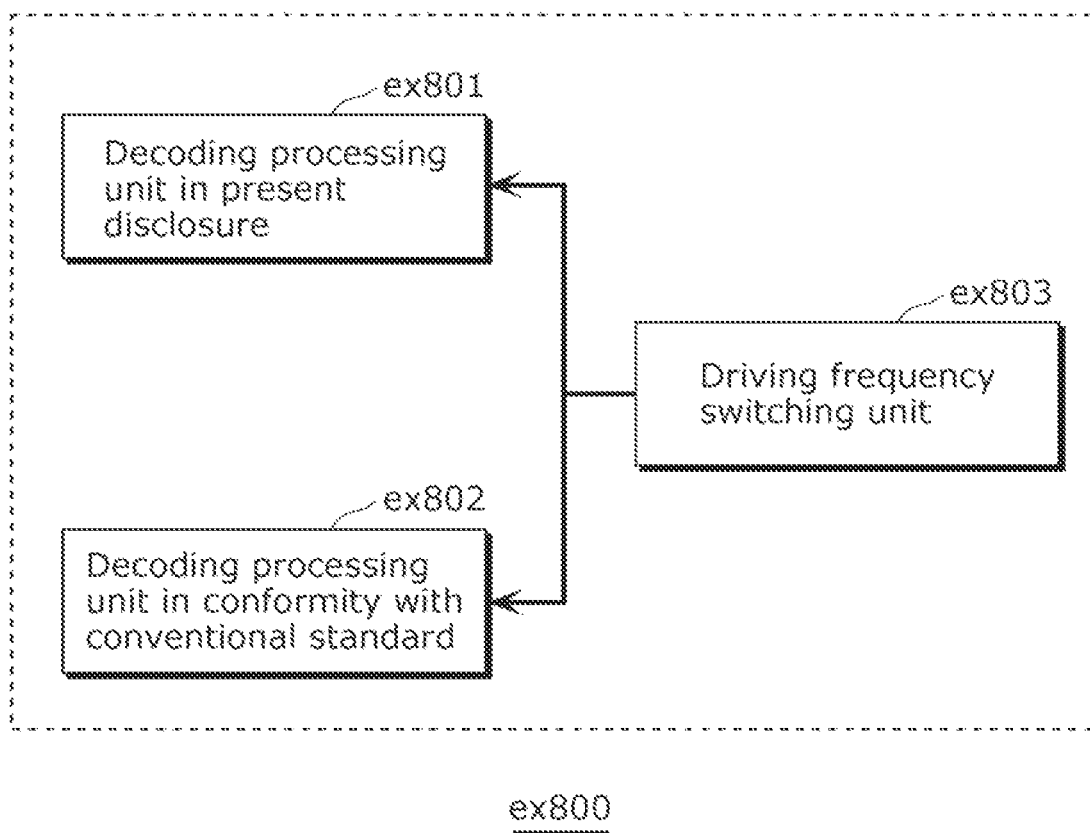 ex801
Decoding processing
unit in present
disclosure
ex803
Driving frequency
switching unit
ex802
Decoding processing
unit in conformity with
conventional standard
ex800